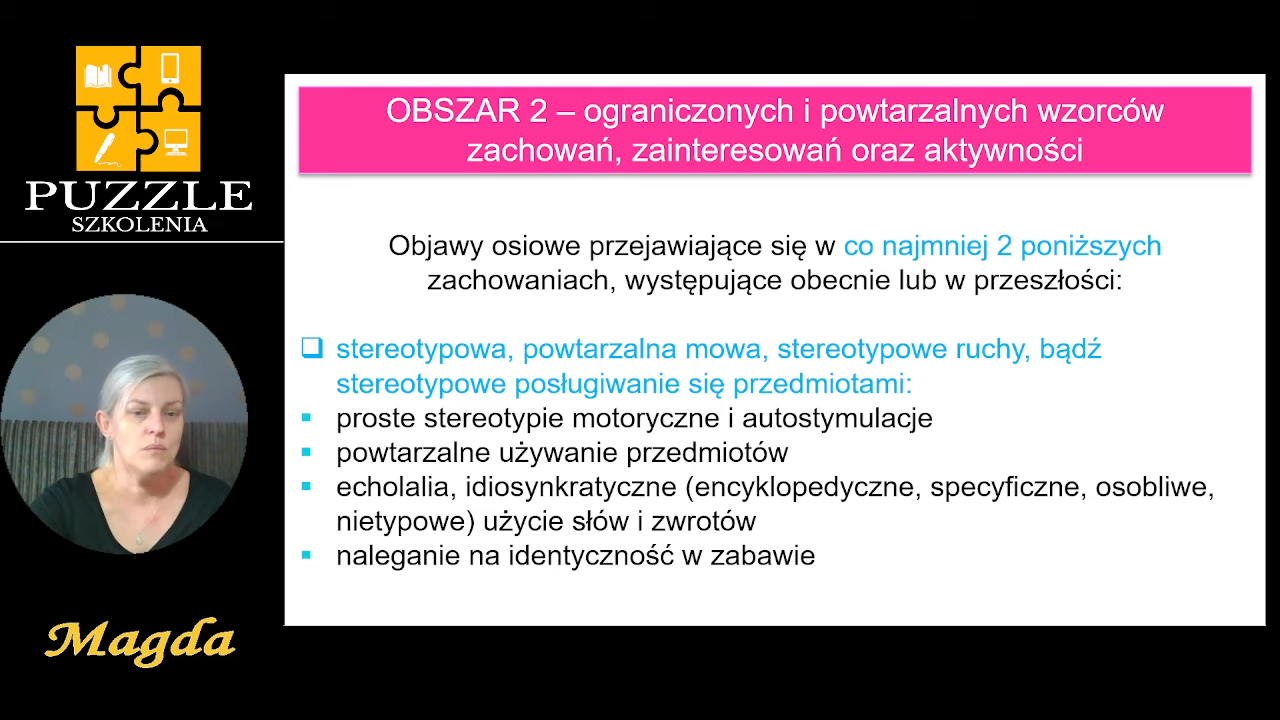 PUZZLE
SZKOLENIA
Magda
OBSZAR 2 – ograniczonych i powtarzalnych wzorców
zachowań, zainteresowań oraz aktywności
Objawy osiowe przejawiające się w co najmniej 2 poniższych
zachowaniach, występujące obecnie lub w przeszłości:
❑ stereotypowa, powtarzalna mowa, stereotypowe ruchy, bądź
stereotypowe posługiwanie się przedmiotami:
▪ proste stereotypie motoryczne i autostymulacje
▪ powtarzalne używanie przedmiotów
▪ echolalia, idiosynkratyczne (encyklopedyczne, specyficzne, osobliwe,
nietypowe) użycie słów i zwrotów
▪ naleganie na identyczność w zabawie